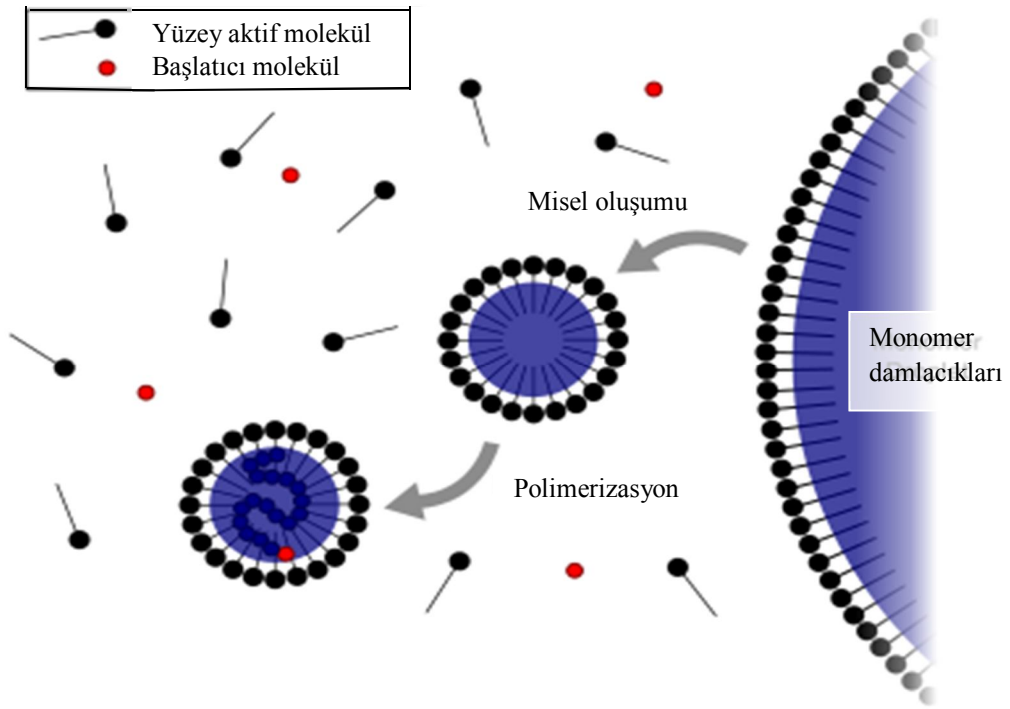 Yüzey aktif molekül
Başlatıcı molekül
Misel oluşumu
Monomer
damlacıkları
Polimerizasyon